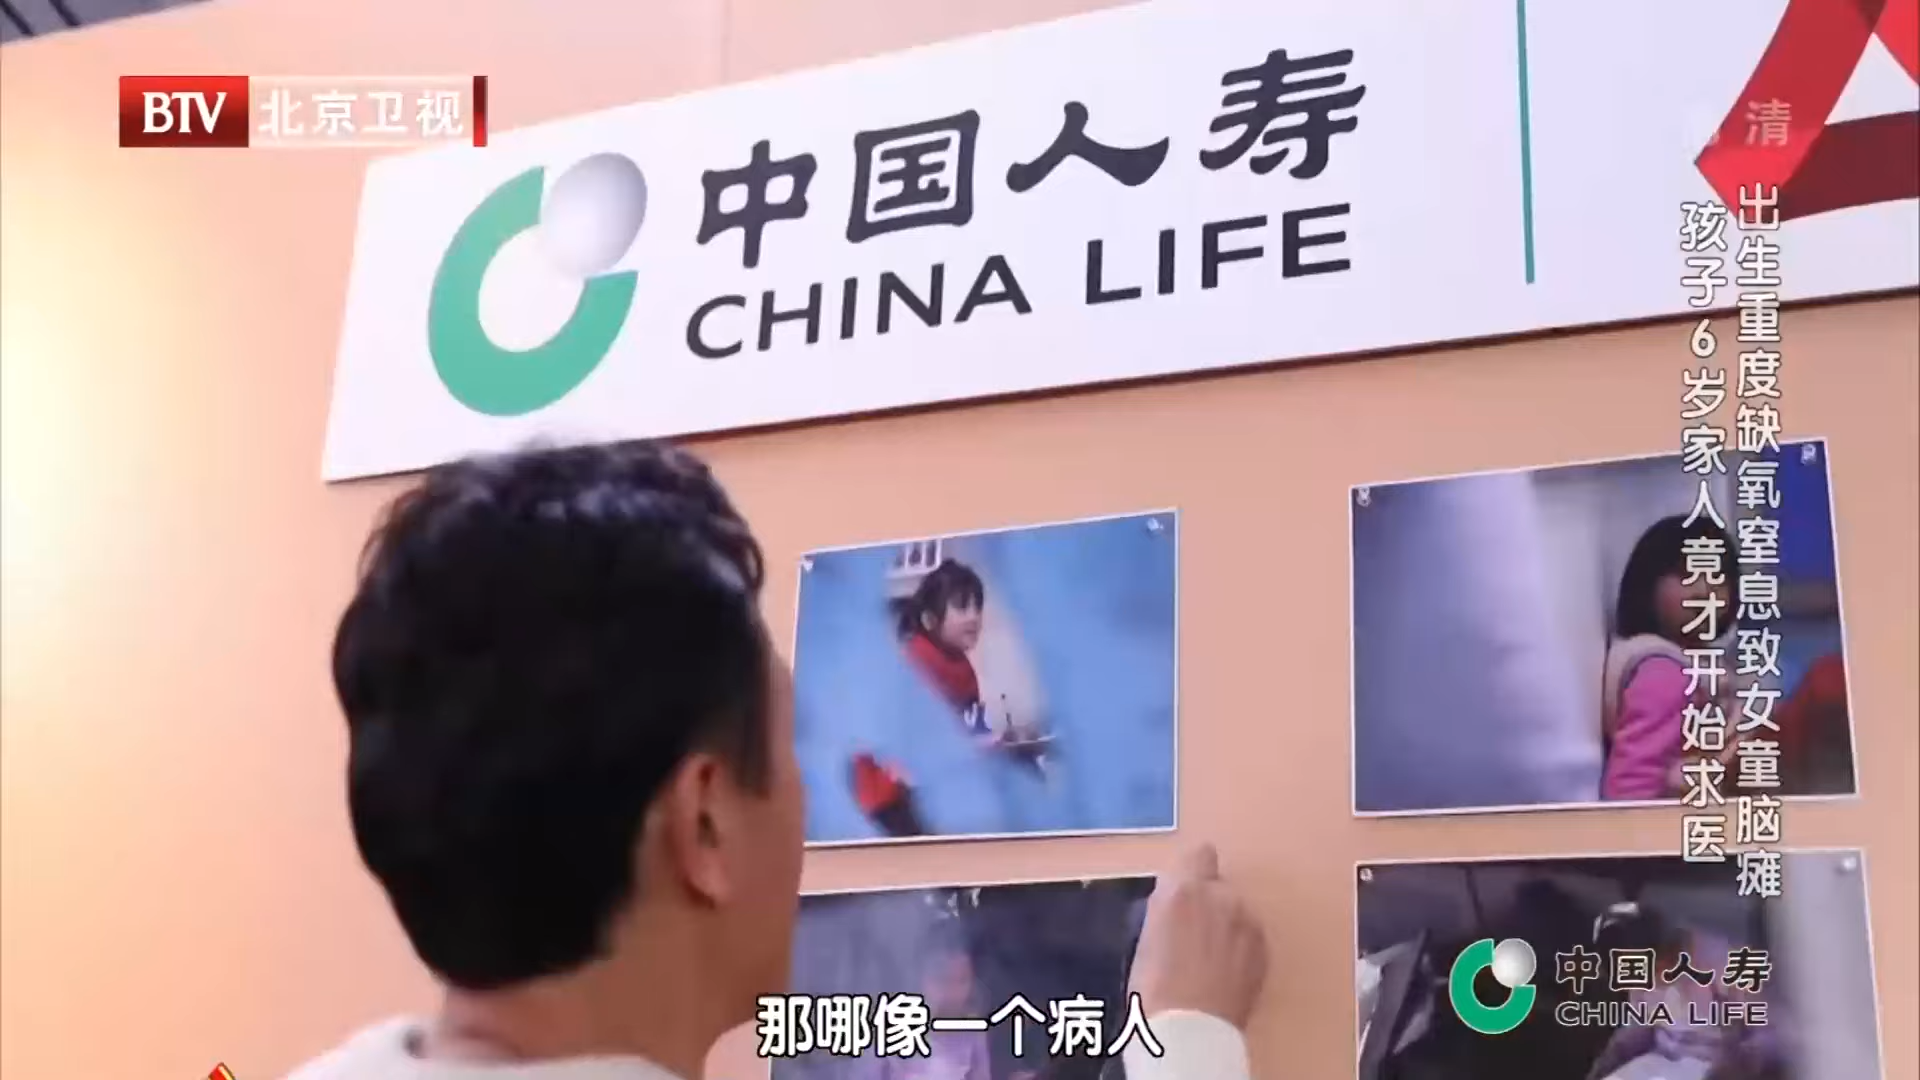 BTV 北京卫视
中国人寿
CHINA LIFE
清
出生重度缺氧窒息致女童脑瘫
孩子6岁家人竟才开始求医
那哪像一个病人
中国人寿
CHINA LIFE